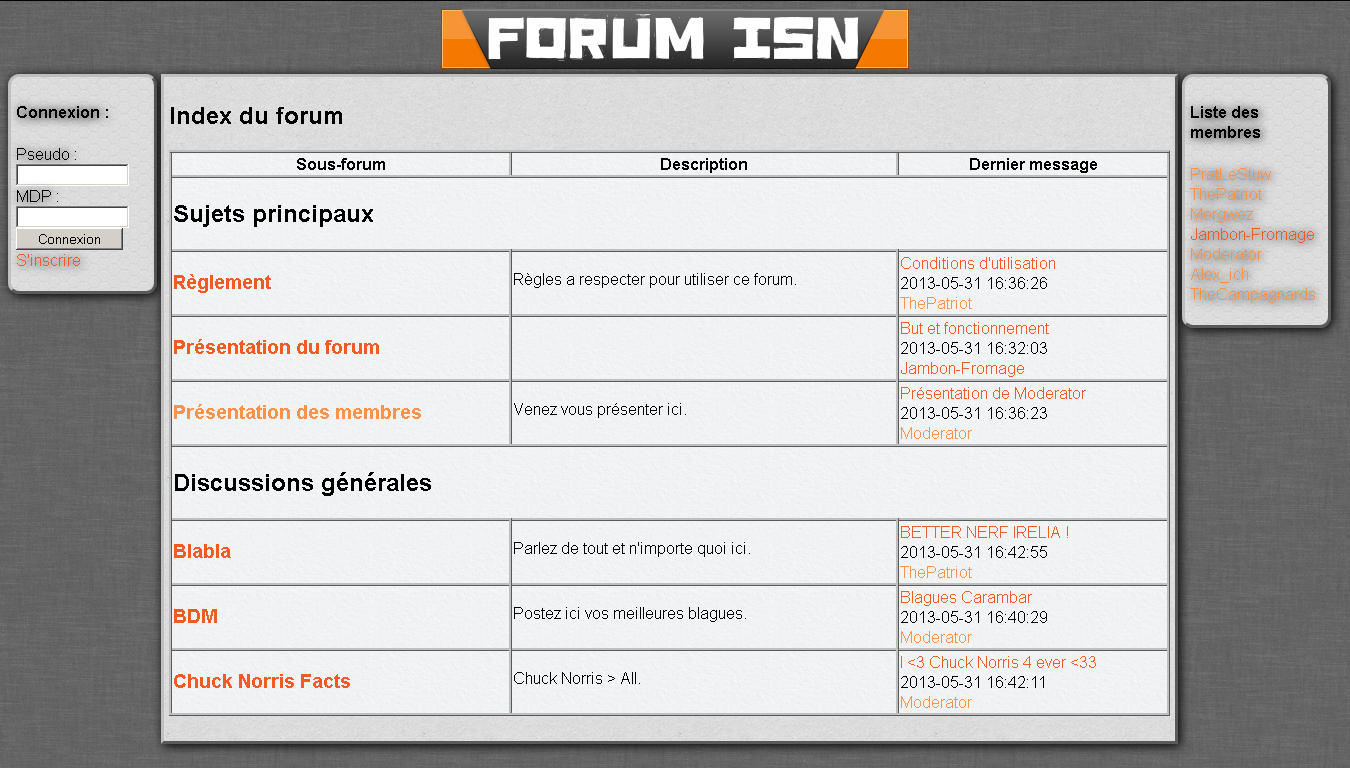 FORUM ISN
Connexion :
Pseudo :
MDP :
Connexion
S'inscrire
Index du forum
Sous-forum
Description
Dernier message
Sujets principaux
Règlement
Règles a respecter pour utiliser ce forum.
Conditions d'utilisation
2013-05-31 16:36:26
ThePatriot
Présentation du forum
But et fonctionnement
2013-05-31 16:32:03
Jambon-Fromage
Présentation des membres
Venez vous présenter ici.
Présentation de Moderator
2013-05-31 16:36:23
Moderator
Discussions générales
Blabla
Parlez de tout et n'importe quoi ici.
BETTER NERF IRELIA !
2013-05-31 16:42:55
ThePatriot
BDM
Postez ici vos meilleures blagues.
Blagues Carambar
2013-05-31 16:40:29
Moderator
Chuck Norris Facts
Chuck Norris > All.
I <3 Chuck Norris 4 ever <33
2013-05-31 16:42:11
Moderator
Liste des
membres
PratLeStuw
ThePatriot
Morgwoz
Jambon-Fromage
Moderator
Alex_ich
TheCampagnards